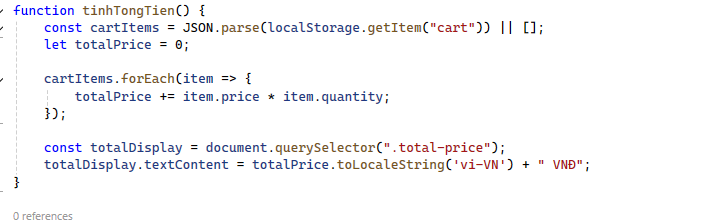 function tinhTongTien() {
    const cartItems = JSON.parse(localStorage.getItem("cart")) || [];
    let totalPrice = 0;
    cartItems.forEach(item => {
        totalPrice += item.price * item.quantity;
    });
    const totalDisplay = document.querySelector(".total-price");
    totalDisplay.textContent = totalPrice.toLocaleString('vi-VN') + " VNĐ";
}
0 references